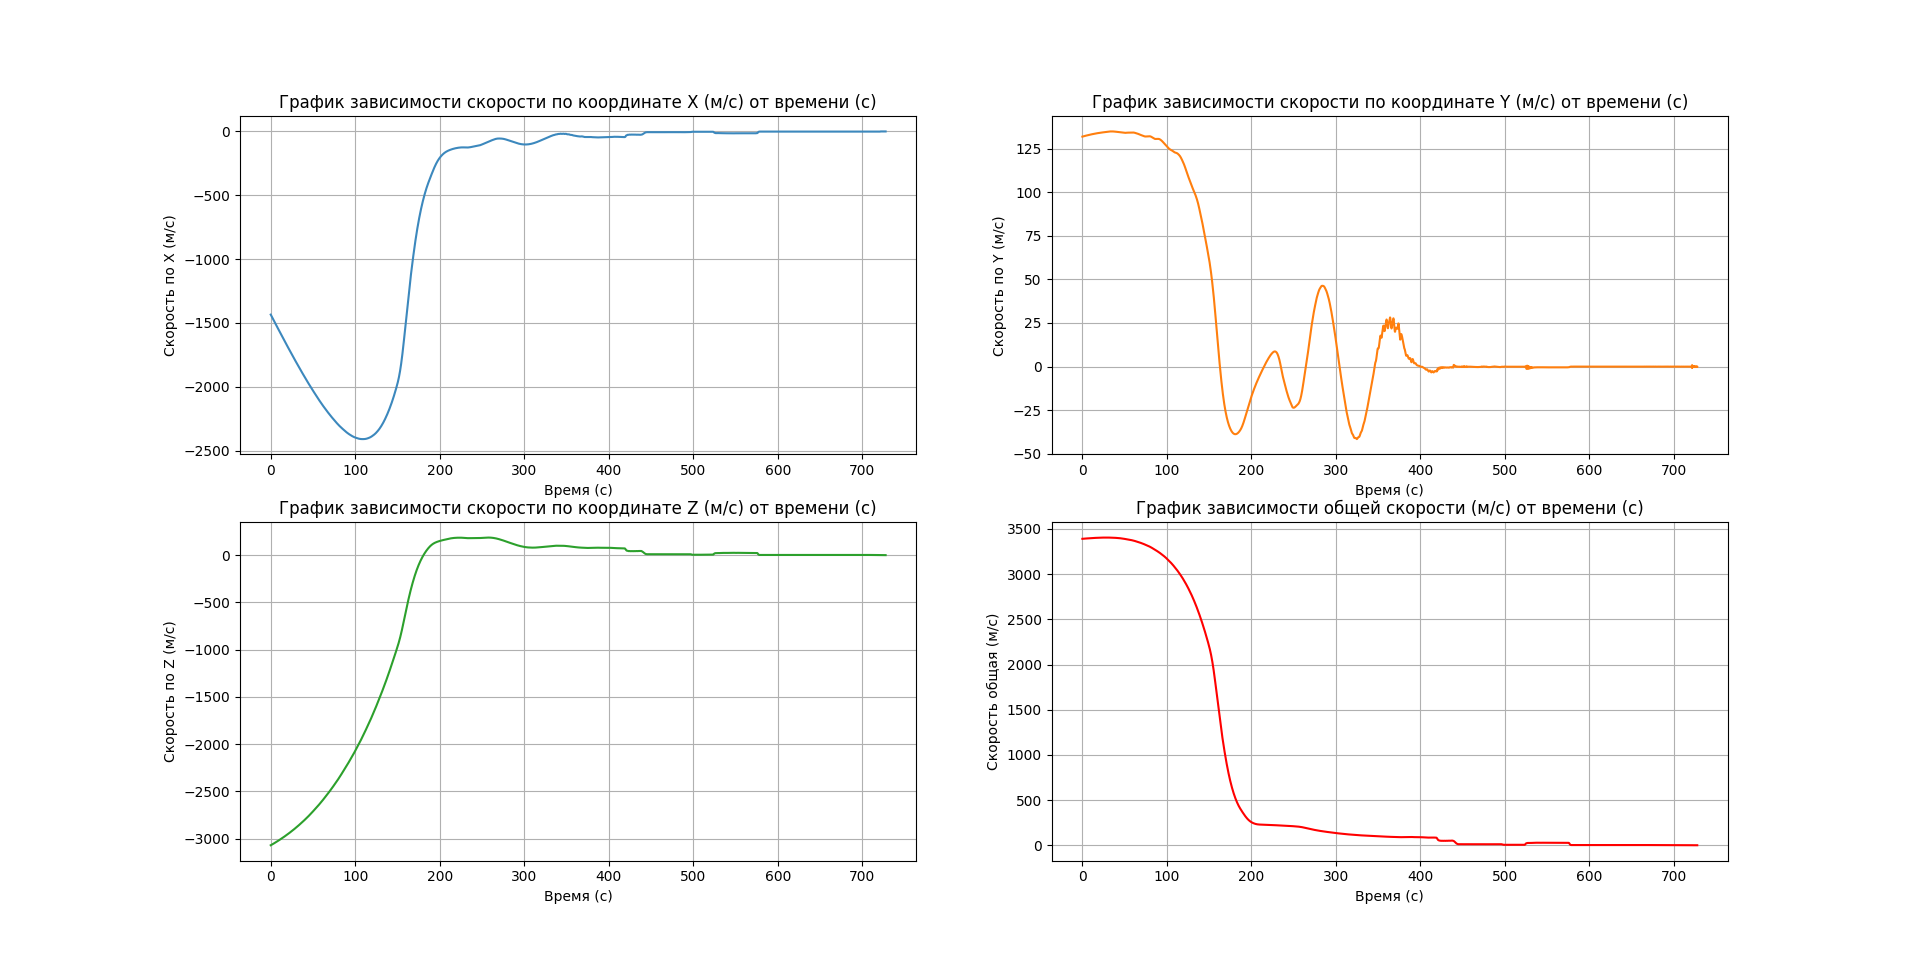 График зависимости скорости по координате X (м/с) от времени (с)
Скорость по X (м/с)
0
−500
−1000
−1500
−2000
−2500
0 100 200 300 400 500 600 700
Время (с)
График зависимости скорости по координате Y (м/с) от времени (с)
Скорость по Y (м/с)
125
100
75
50
25
0
−25
−50
0 100 200 300 400 500 600 700
Время (с)
График зависимости скорости по координате Z (м/с) от времени (с)
Скорость по Z (м/с)
0
−500
−1000
−1500
−2000
−2500
−3000
0 100 200 300 400 500 600 700
Время (с)
График зависимости общей скорости (м/с) от времени (с)
Скорость общая (м/с)
3500
3000
2500
2000
1500
1000
500
0
0 100 200 300 400 500 600 700
Время (с)